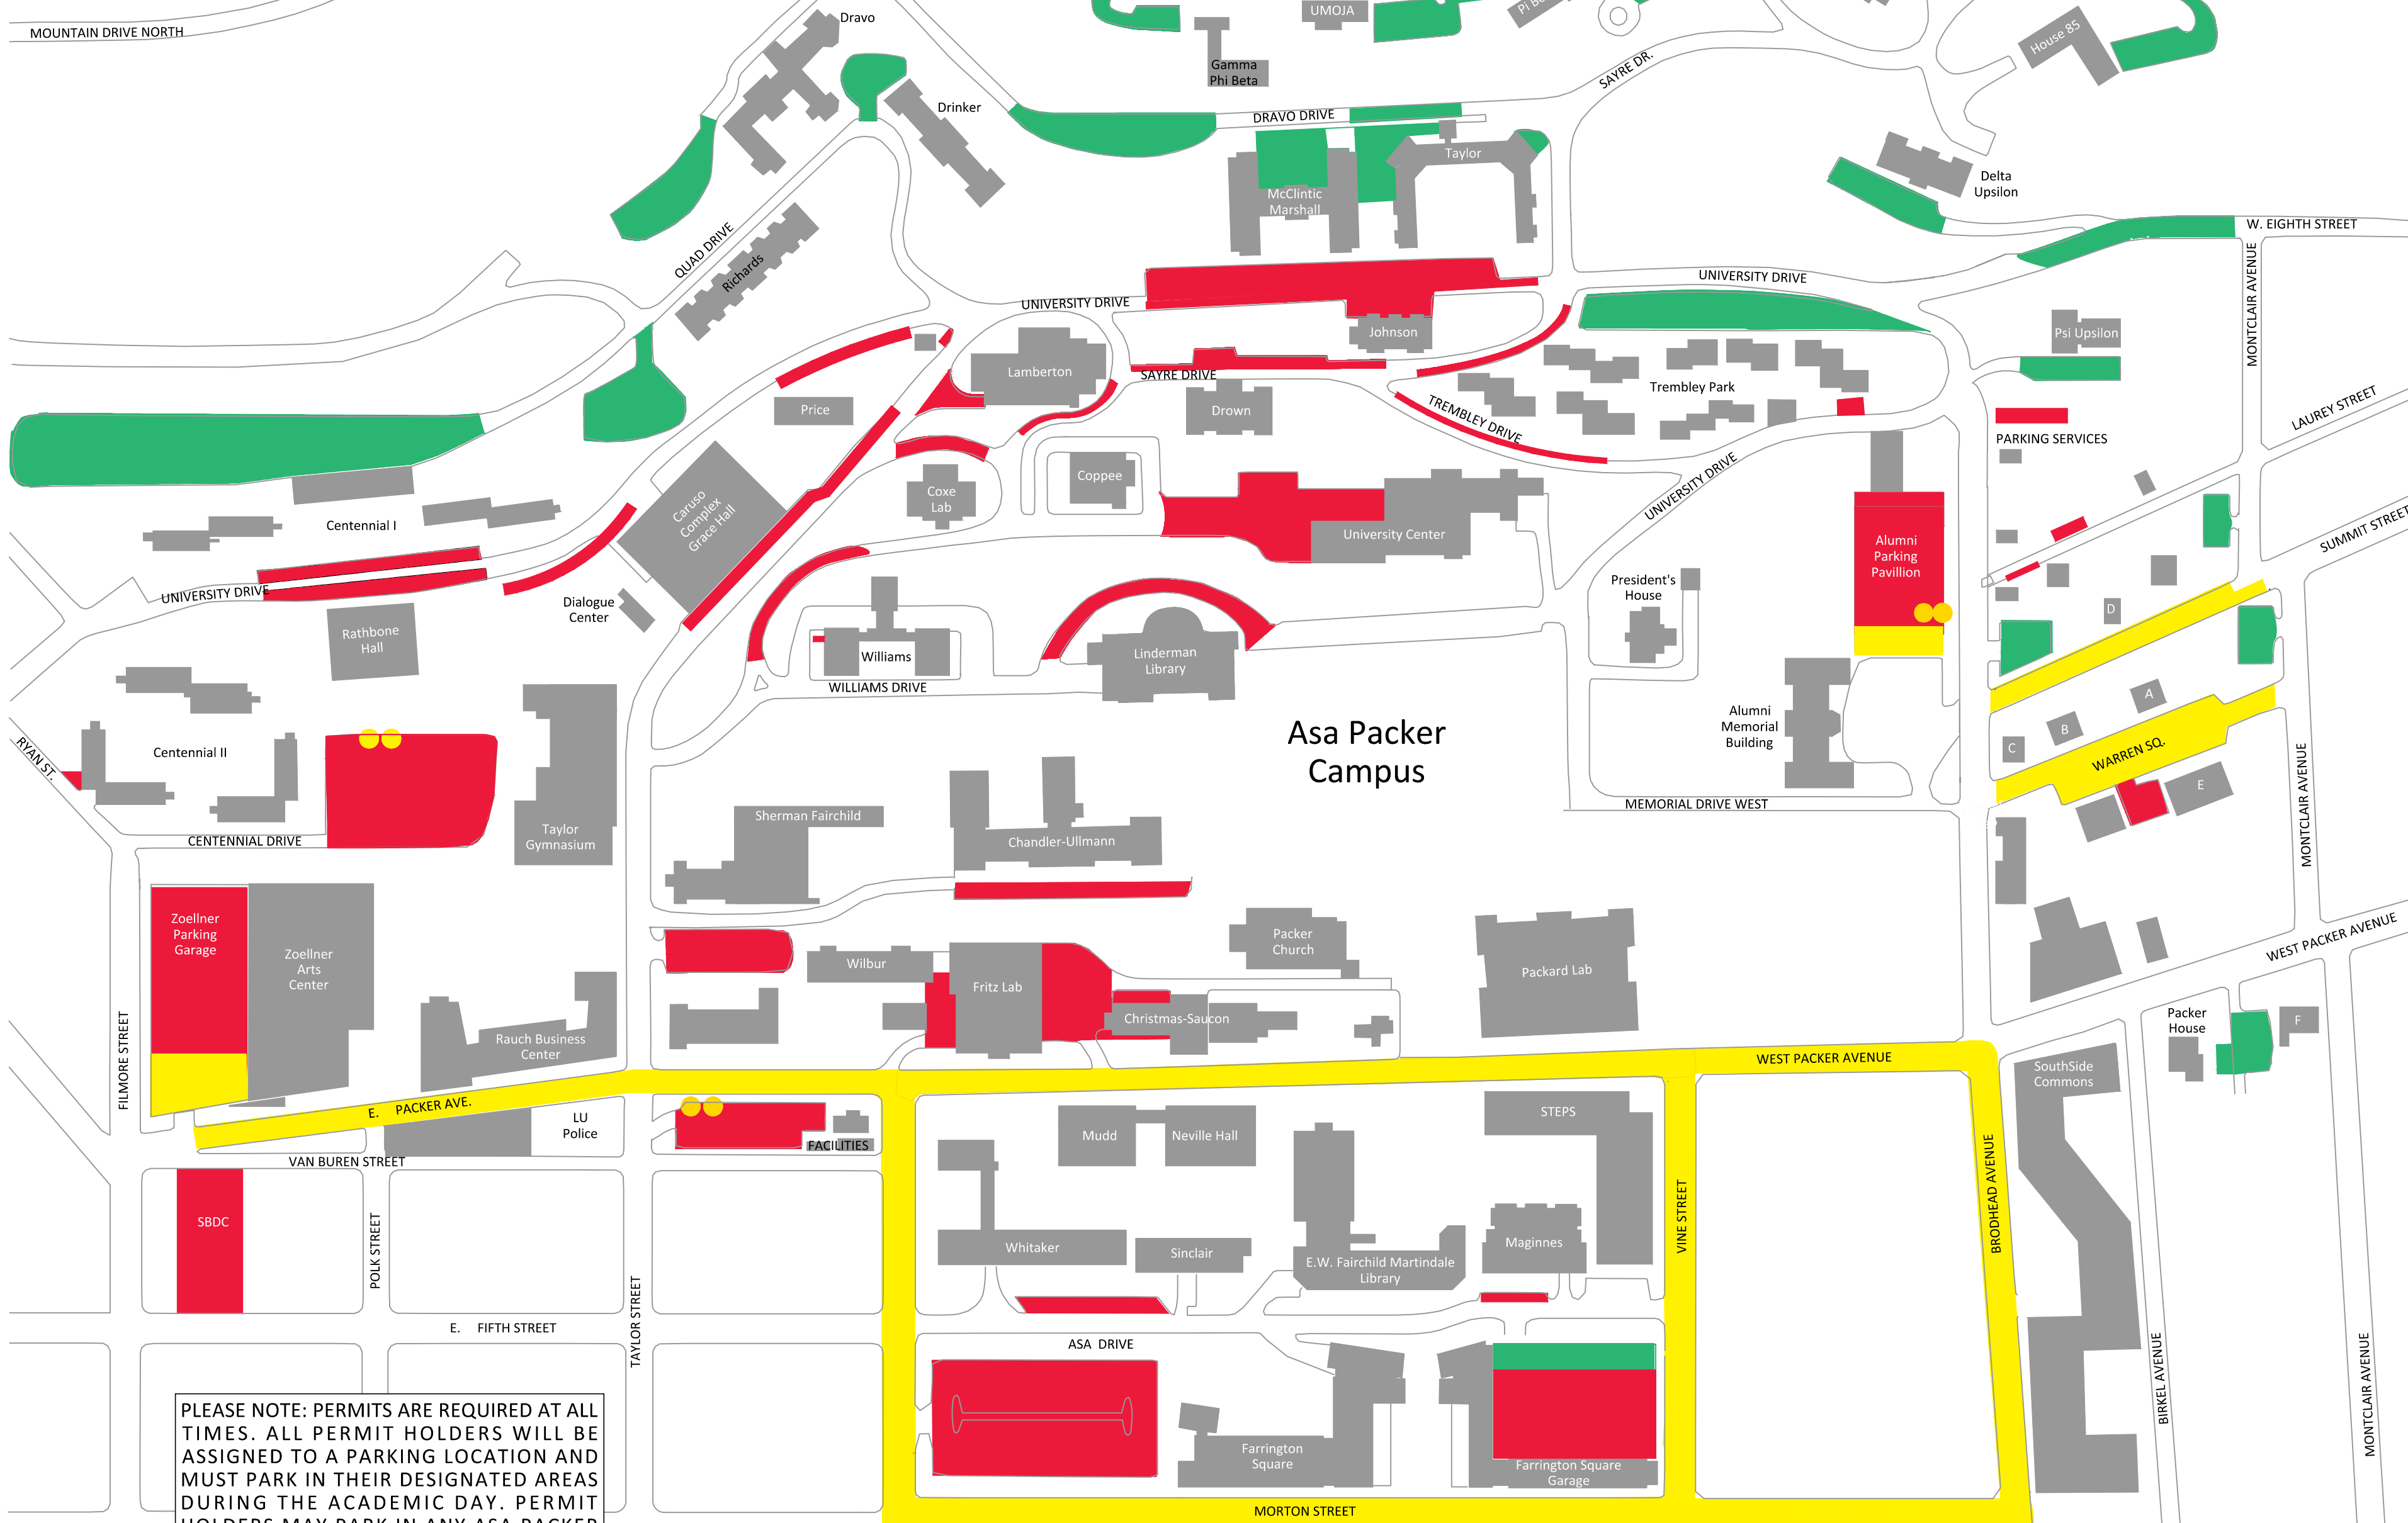 MOUNTAIN DRIVE NORTH
Dravo
UMOJA
Gamma
Phi Beta
House 85
SAYRE DR.
Drinker
DRAVO DRIVE
Taylor
McClintic
Marshall
Delta
Upsilon
W. EIGHTH STREET
QUAD DRIVE
Richards
UNIVERSITY DRIVE
UNIVERSITY DRIVE
MONTCLAIR AVENUE
Johnson
Psi Upsilon
Lamberton
SAYRE DRIVE
Trembley Park
Price
Drown
TREMBLEY DRIVE
LAUREY STREET
PARKING SERVICES
Coppee
UNIVERSITY DRIVE
Coxe
Lab
Caruso
Complex
Grace Hall
Centennial I
University Center
Alumni
Parking
Pavillion
SUMMIT STREET
UNIVERSITY DRIVE
Dialogue
Center
President's
House
D
Rathbone
Hall
Williams
Linderman
Library
WILLIAMS DRIVE
A
Alumni
Memorial
Building
Asa Packer
Campus
B
C
WARREN SQ.
RYAN ST.
Centennial II
E
MONTCLAIR AVENUE
MEMORIAL DRIVE WEST
Sherman Fairchild
Taylor
Gymnasium
Chandler-Ullmann
CENTENNIAL DRIVE
Zoellner
Parking
Garage
Zoellner
Arts
Center
Packer
Church
WEST PACKER AVENUE
Wilbur
Fritz Lab
Packard Lab
Christmas-Saucon
Packer
House
F
FILMORE STREET
Rauch Business
Center
WEST PACKER AVENUE
SouthSide
Commons
E. PACKER AVE.
LU
Police
FACILITIES
Mudd
Neville Hall
STEPS
VAN BUREN STREET
BRODHEAD AVENUE
SBDC
POLK STREET
VINE STREET
Whitaker
Sinclair
Maginnes
E.W. Fairchild Martindale
Library
TAYLOR STREET
E. FIFTH STREET
ASA DRIVE
BIRKEL AVENUE
MONTCLAIR AVENUE
Farrington
Square
Farrington Square
Garage
MORTON STREET
PLEASE NOTE: PERMITS ARE REQUIRED AT ALL
TIMES. ALL PERMIT HOLDERS WILL BE
ASSIGNED TO A PARKING LOCATION AND
MUST PARK IN THEIR DESIGNATED AREAS
DURING THE ACADEMIC DAY. PERMIT
HOLDERS MAY PARK IN ANY ASA PACKER